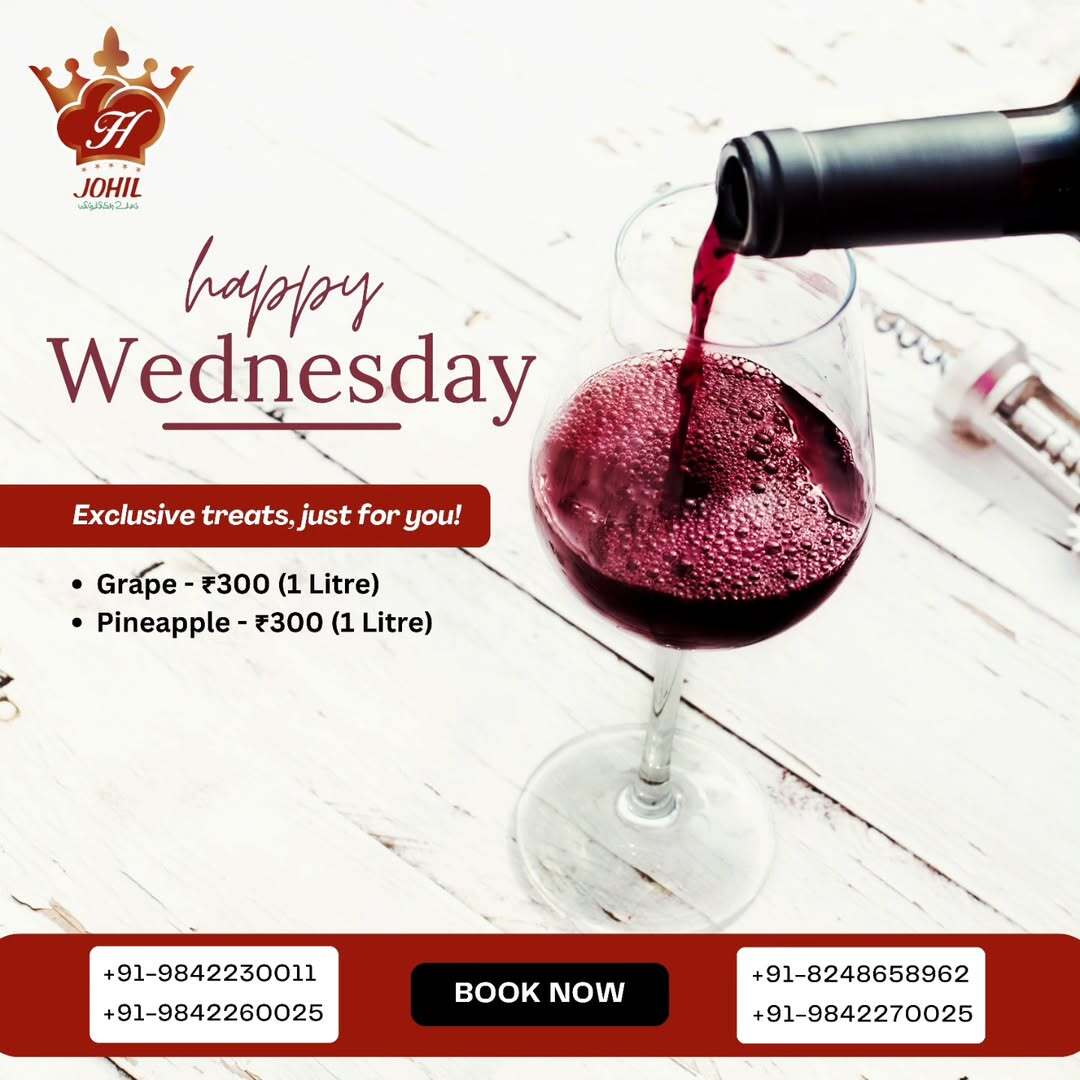 H
JOHIL
happy
Wednesday
Exclusive treats, just for you!
• Grape - ₹300 (1 Litre)
• Pineapple - ₹300 (1 Litre)
+91-9842230011
+91-9842260025
BOOK NOW
+91-8248658962
+91-9842270025